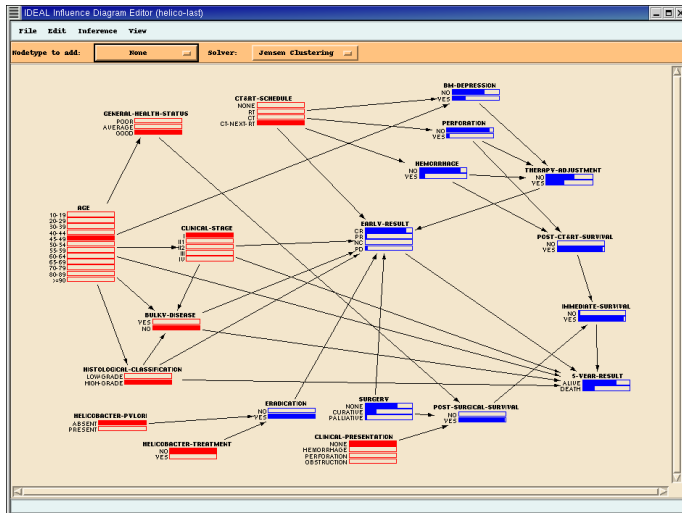 IDEAL Influence Diagram Editor (helico-last)
File Edit Inference View
Nodetype to add: None Solver: Jensen Clustering
BM-DEPRESSION
NO
YES
CT&RT-SCHEDULE
NONE
RT
CT
CT-NEXT-RT
GENERAL-HEALTH-STATUS
POOR
AVERAGE
GOOD
PERFORATION
NO
YES
HEMORRHAGE
NO
YES
THERAPY-ADJUSTMENT
NO
YES
AGE
10-19
20-29
30-39
40-44
45-49
50-54
55-59
60-64
65-69
70-79
80-89
>=90
CLINICAL-STAGE
I
II1
II2
III
IV
EARLY-RESULT
CR
PR
NC
PD
POST-CT&RT-SURVIVAL
NO
YES
BULKY-DISEASE
YES
NO
IMMEDIATE-SURVIVAL
NO
YES
HISTOLOGICAL-CLASSIFICATION
LOW-GRADE
HIGH-GRADE
5-YEAR-RESULT
ALIVE
DEATH
ERADICATION
NO
YES
SURGERY
NONE
CURATIVE
PALLIATIVE
POST-SURGICAL-SURVIVAL
NO
YES
HELICOBACTER-PYLORI
ABSENT
PRESENT
HELICOBACTER-TREATMENT
NO
YES
CLINICAL-PRESENTATION
NONE
HEMORRHAGE
PERFORATION
OBSTRUCTION